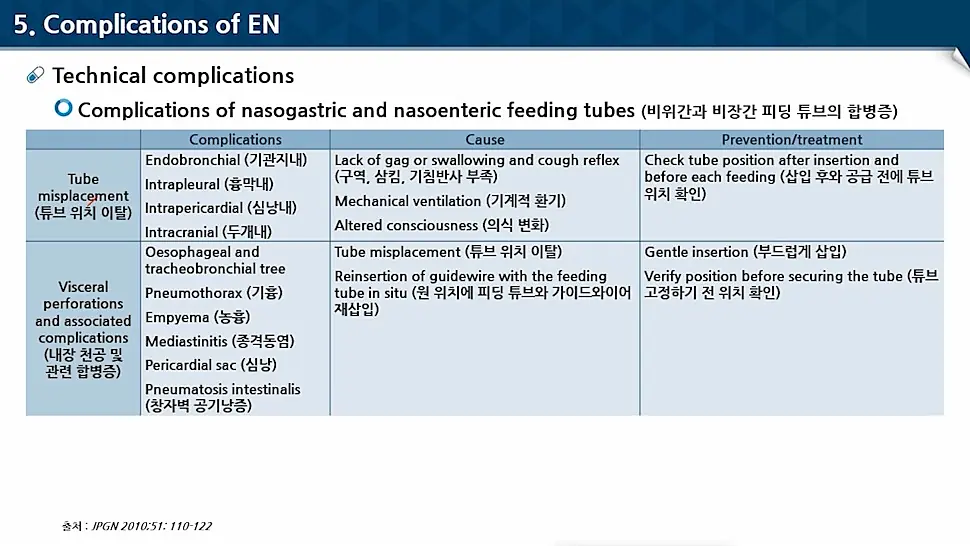 5. Complications of EN
Technical complications
Complications of nasogastric and nasoenteric feeding tubes (비위관과 비장관 피딩 튜브의 합병증)
Complications
Cause
Prevention/treatment
Tube
misplacement
(튜브 위치 이탈)
Endobronchial (기관지내)
Intrapleural (흉막내)
Intrapericardial (심낭내)
Intracranial (두개내)
Lack of gag or swallowing and cough reflex
(구역, 삼킴, 기침반사 부족)
Mechanical ventilation (기계적 환기)
Altered consciousness (의식 변화)
Check tube position after insertion and
before each feeding (삽입 후와 공급 전에 튜브
위치 확인)
Visceral
perforations
and associated
complications
(내장 천공 및
관련 합병증)
Oesophageal and
tracheobronchial tree
Pneumothorax (기흉)
Empyema (농흉)
Mediastinitis (종격동염)
Pericardial sac (심낭)
Pneumatosis intestinalis
(창자벽 공기낭증)
Tube misplacement (튜브 위치 이탈)
Reinsertion of guidewire with the feeding
tube in situ (원 위치에 피딩 튜브와 가이드와이어
재삽입)
Gentle insertion (부드럽게 삽입)
Verify position before securing the tube (튜브
고정하기 전 위치 확인)
출처 : JPGN 2010;51: 110-122